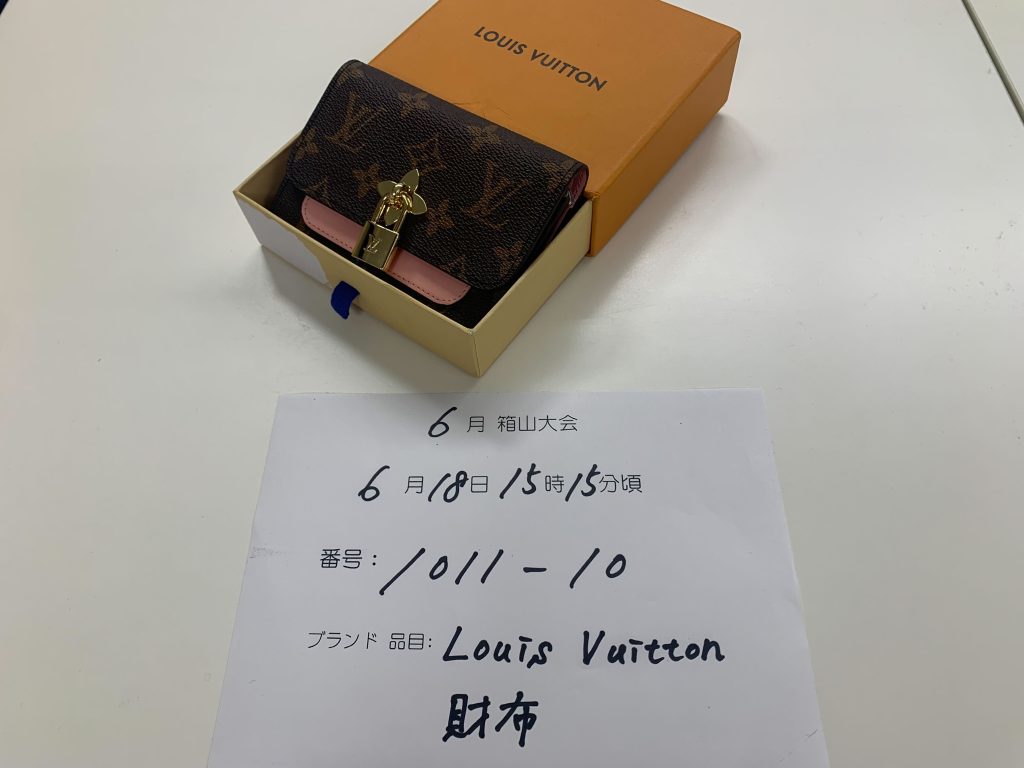 LOUIS VUITTON
6月 箱山大会
6月18日 15時15分頃
番号：1011-10
ブランド 品目：Louis Vuitton
財布